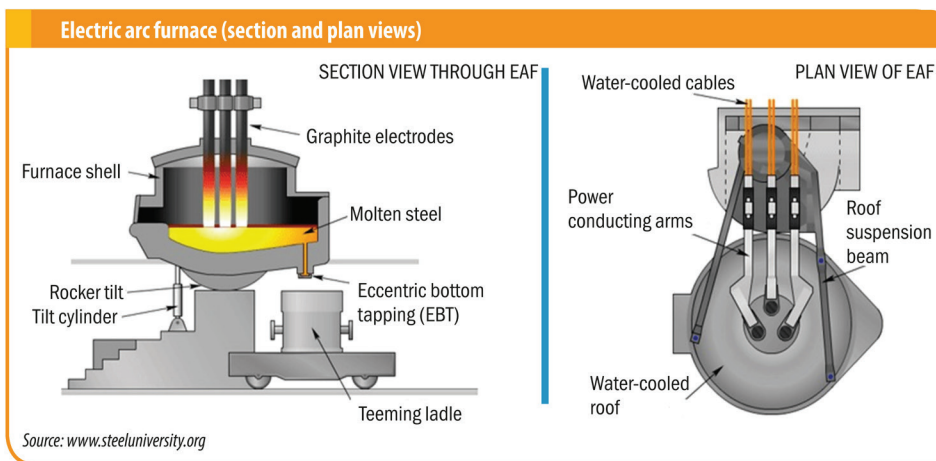 Electric arc furnace (section and plan views)
SECTION VIEW THROUGH EAF
Graphite electrodes
Furnace shell
Molten steel
Rocker tilt
Tilt cylinder
Eccentric bottom
tapping (EBT)
Teeming ladle
PLAN VIEW OF EAF
Water-cooled cables
Power
conducting arms
Roof
suspension
beam
Water-cooled
roof
Source: www.steeluniversity.org